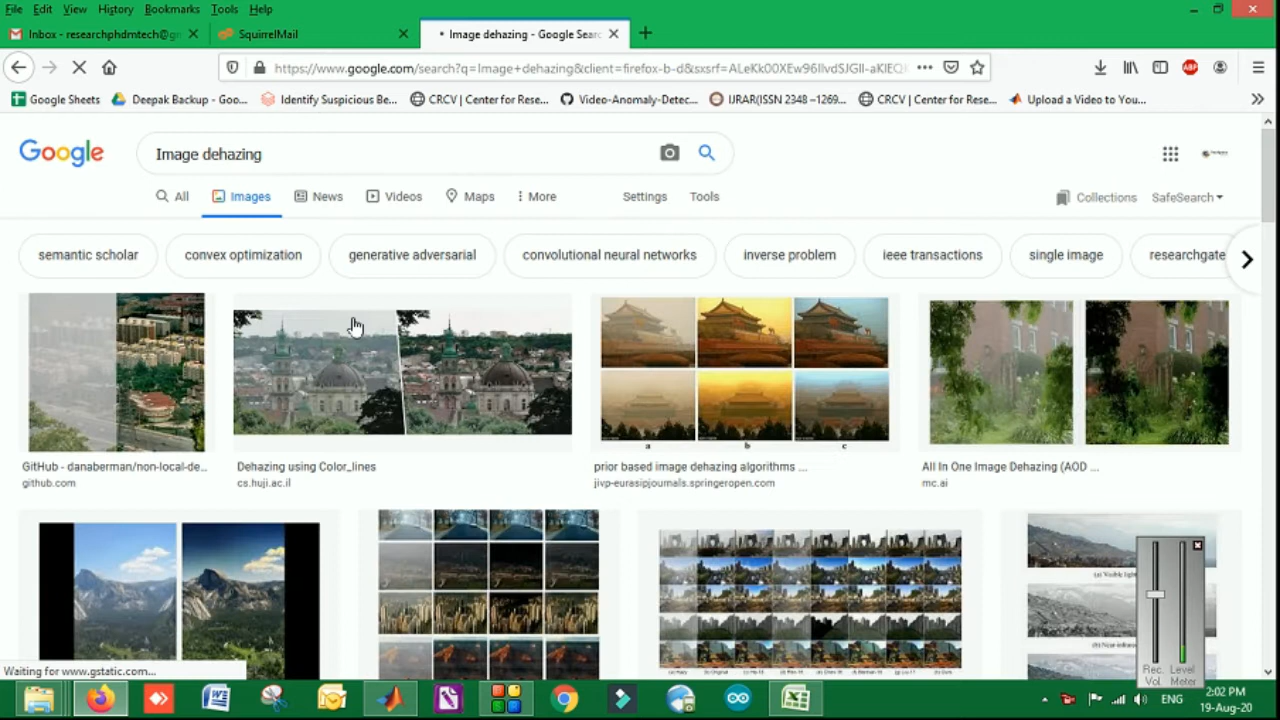 File Edit View History Bookmarks Tools Help
Inbox - researchphdmtech@g
SquirrelMail
Image dehazing - Google Searc
https://www.google.com/search?q=Image+dehazing&client=firefox-b-d&sxsrf=
Google Sheets
Deepak Backup - Goo...
Identify Suspicious Be...
CRCV | Center for Rese...
Video-Anomaly-Detec...
IJRAR(ISSN 2348 –1269...
CRCV | Center for Rese...
Upload a Video to You...
Google
Image dehazing
All Images News Videos Maps More Settings Tools
Collections SafeSearch
semantic scholar
convex optimization
generative adversarial
convolutional neural networks
inverse problem
ieee transactions
single image
researchgate
a b c
GitHub - danaberman/non-local-de...
github.com
Dehazing using Color_lines
cs.huji.ac.il
prior based image dehazing algorithms ...
jivp-eurasipjournals.springeropen.com
All In One Image Dehazing (AOD ...
mc.ai
Waiting for www.gstatic.com...
Rec. Level
Vol. Meter
ABP
ENG
2:02 PM
19-Aug-20